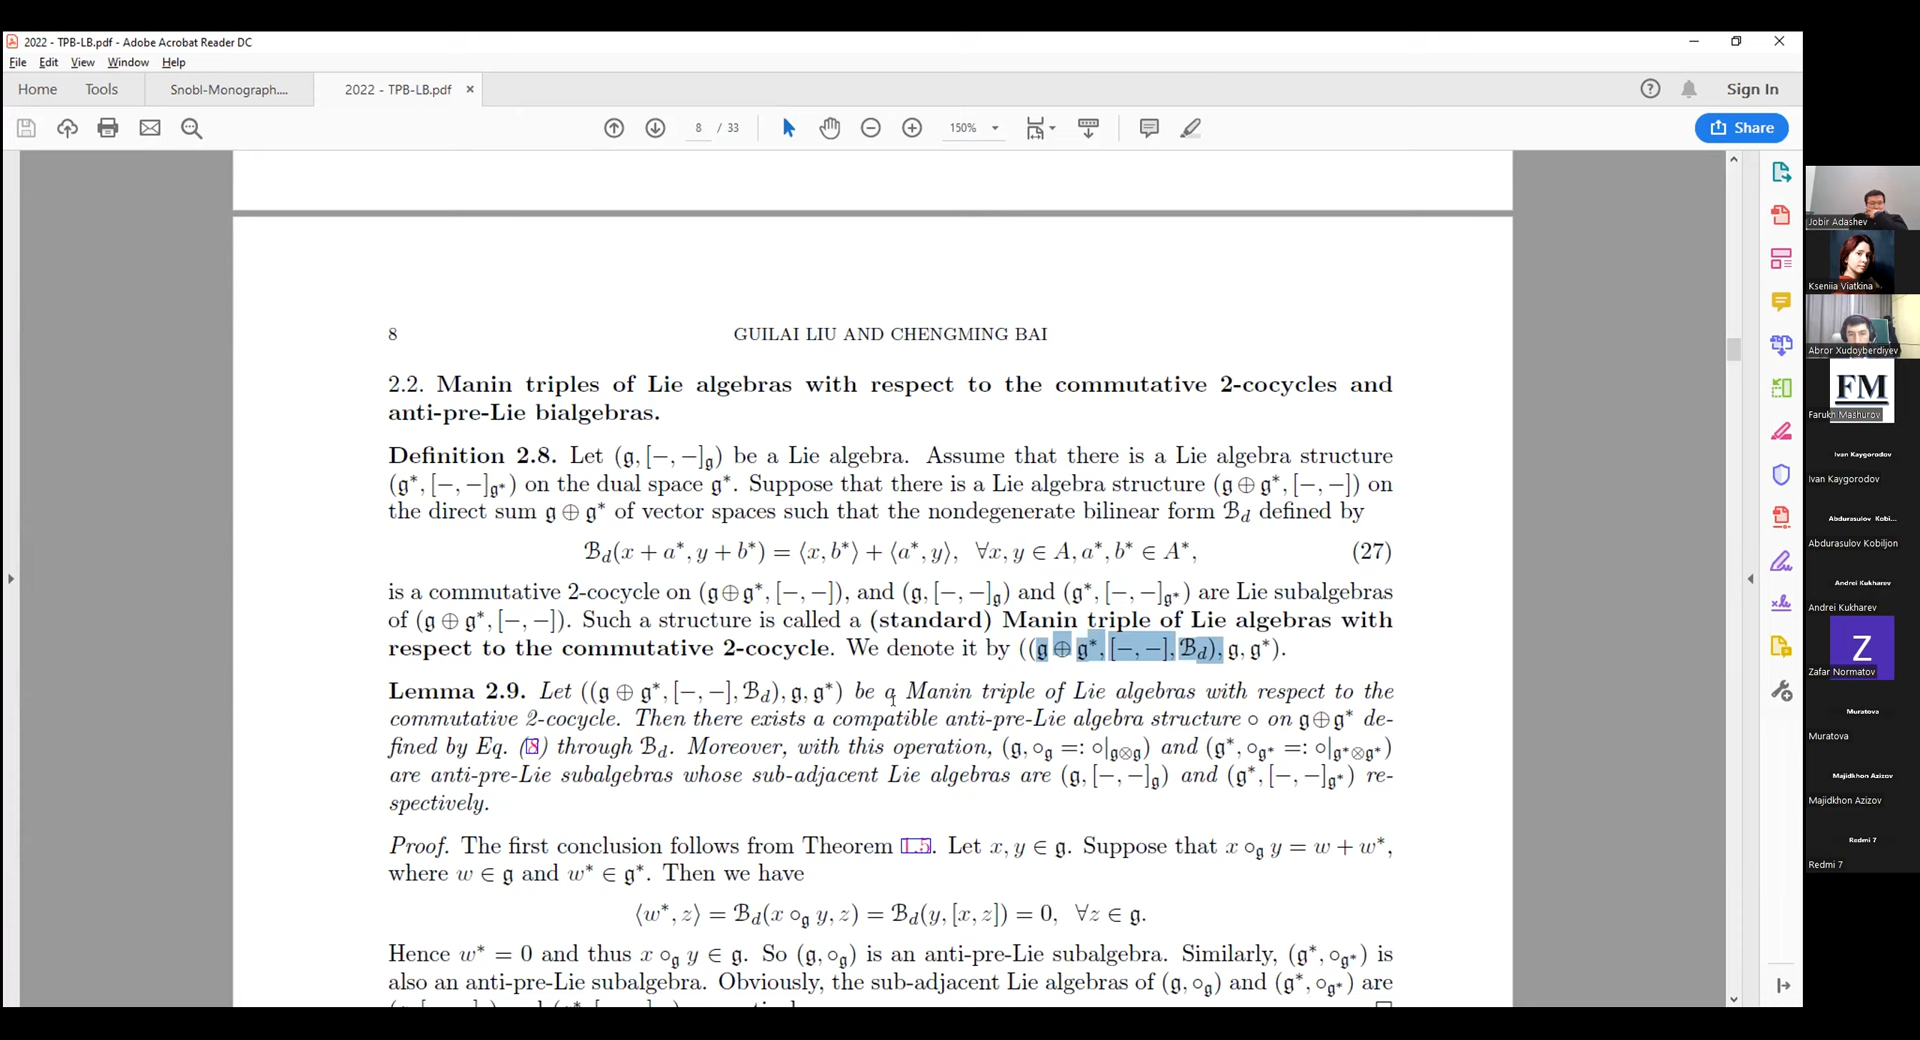 2022 - TPB-LB.pdf - Adobe Acrobat Reader DC
File Edit View Window Help
Home Tools Snobl-Monograph.... 2022 - TPB-LB.pdf × Sign In
8 / 33 150% Share
8 GUILAI LIU AND CHENGMING BAI
2.2. Manin triples of Lie algebras with respect to the commutative 2-cocycles and
anti-pre-Lie bialgebras.
Definition 2.8. Let (𝔤, [−, −]_𝔤) be a Lie algebra. Assume that there is a Lie algebra structure
(𝔤*, [−, −]_𝔤*) on the dual space 𝔤*. Suppose that there is a Lie algebra structure (𝔤 ⊕ 𝔤*, [−, −]) on
the direct sum 𝔤 ⊕ 𝔤* of vector spaces such that the nondegenerate bilinear form ℬ_d defined by
ℬ_d(x + a*, y + b*) = ⟨x, b*⟩ + ⟨a*, y⟩, ∀x, y ∈ A, a*, b* ∈ A*, (27)
is a commutative 2-cocycle on (𝔤⊕𝔤*, [−, −]), and (𝔤, [−, −]_𝔤) and (𝔤*, [−, −]_𝔤*) are Lie subalgebras
of (𝔤 ⊕ 𝔤*, [−, −]). Such a structure is called a (standard) Manin triple of Lie algebras with
respect to the commutative 2-cocycle. We denote it by ((𝔤 ⊕ 𝔤*, [−, −], ℬ_d), 𝔤, 𝔤*).
Lemma 2.9. Let ((𝔤 ⊕ 𝔤*, [−, −], ℬ_d), 𝔤, 𝔤*) be a Manin triple of Lie algebras with respect to the
commutative 2-cocycle. Then there exists a compatible anti-pre-Lie algebra structure ∘ on 𝔤⊕𝔤* de-
fined by Eq. (8) through ℬ_d. Moreover, with this operation, (𝔤, ∘_𝔤 =: ∘|_𝔤⊗𝔤) and (𝔤*, ∘_𝔤* =: ∘|_𝔤*⊗𝔤*)
are anti-pre-Lie subalgebras whose sub-adjacent Lie algebras are (𝔤, [−, −]_𝔤) and (𝔤*, [−, −]_𝔤*) re-
spectively.
Proof. The first conclusion follows from Theorem 1.5. Let x, y ∈ 𝔤. Suppose that x ∘_𝔤 y = w + w*,
where w ∈ 𝔤 and w* ∈ 𝔤*. Then we have
⟨w*, z⟩ = ℬ_d(x ∘_𝔤 y, z) = ℬ_d(y, [x, z]) = 0, ∀z ∈ 𝔤.
Hence w* = 0 and thus x ∘_𝔤 y ∈ 𝔤. So (𝔤, ∘_𝔤) is an anti-pre-Lie subalgebra. Similarly, (𝔤*, ∘_𝔤*) is
also an anti-pre-Lie subalgebra. Obviously, the sub-adjacent Lie algebras of (𝔤, ∘_𝔤) and (𝔤*, ∘_𝔤*) are
Jobir Adashev
Kseniia Viatkina
Abror Xudoyberdiyev
FM
Farukh Mashurov
Ivan Kaygorodov
Ivan Kaygorodov
Abdurasulov Kobi...
Abdurasulov Kobiljon
Andrei Kukharev
Andrei Kukharev
Z
Zafar Normatov
Muratova
Muratova
Majidkhon Azizov
Majidkhon Azizov
Redmi 7
Redmi 7